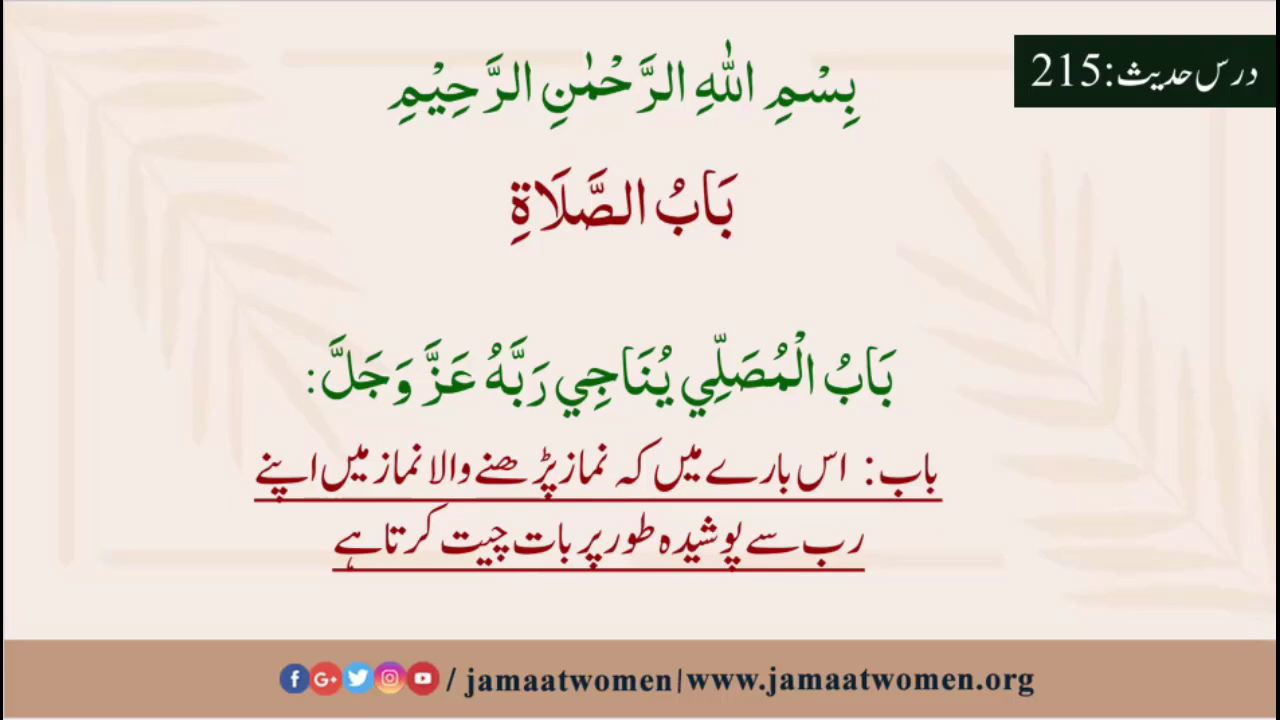 درس حدیث:215
بِسْمِ اللهِ الرَّحْمٰنِ الرَّحِيْمِ
بَابُ الصَّلَاةِ
بَابُ الْمُصَلِّي يُنَاجِي رَبَّهُ عَزَّ وَجَلَّ:
باب: اس بارے میں کہ نماز پڑھنے والا نماز میں اپنے
رب سے پوشیدہ طور پر بات چیت کرتا ہے
/ jamaatwomen|www.jamaatwomen.org